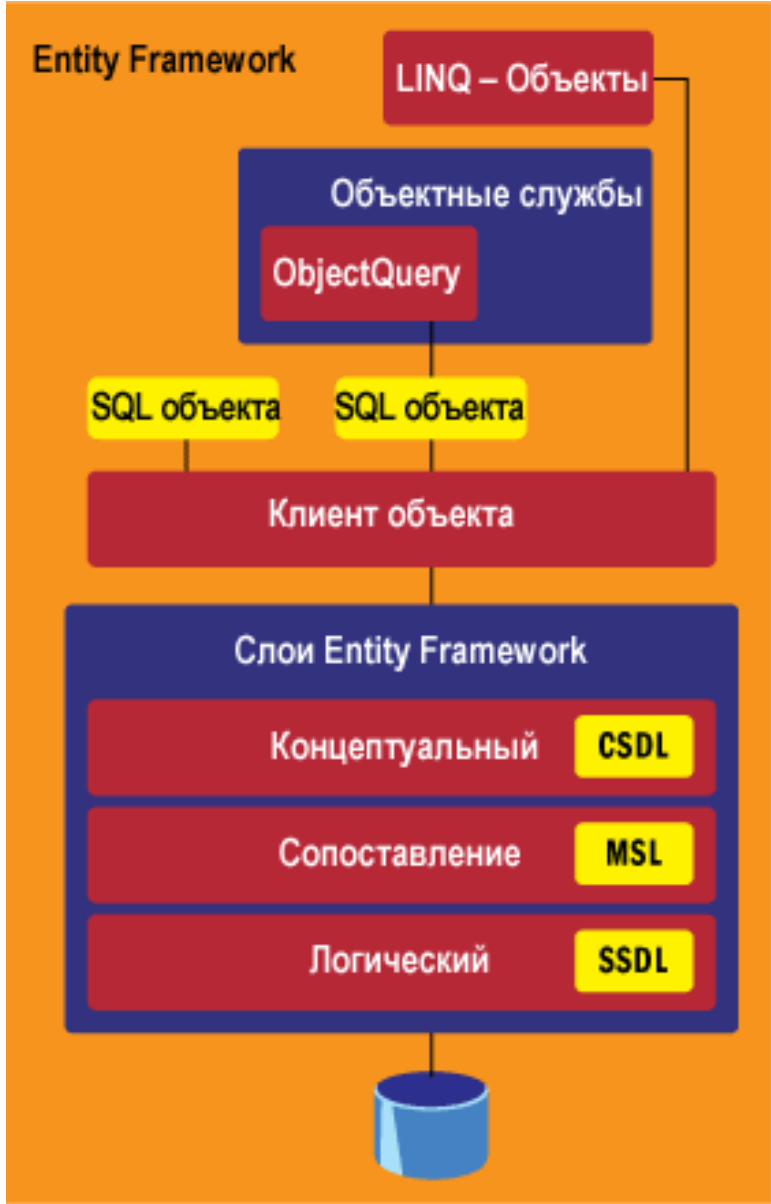 Entity Framework
LINQ – Объекты
Объектные службы
ObjectQuery
SQL объекта
SQL объекта
Клиент объекта
Слои Entity Framework
Концептуальный
CSDL
Сопоставление
MSL
Логический
SSDL